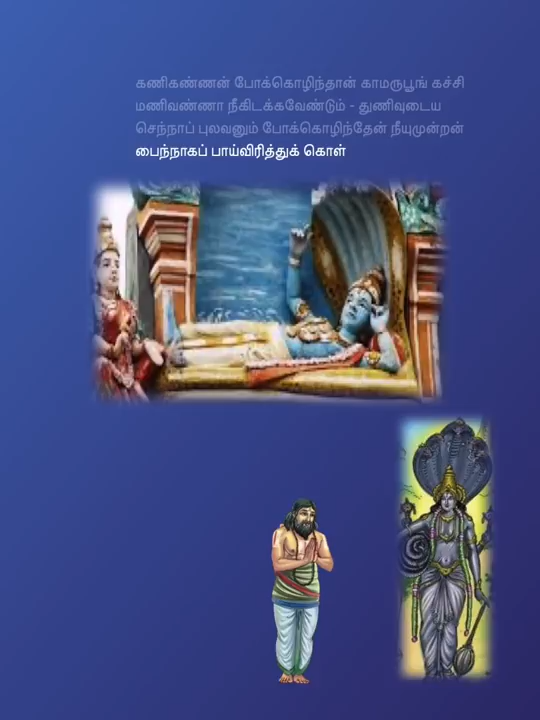 கணிகண்ணன் போக்கொழிந்தான் காமருபூங் கச்சி
மணிவண்ணா நீகிடக்கவேண்டும் - துணிவுடைய
செந்நாப் புலவனும் போக்கொழிந்தேன் நீயுமுன்றன்
பைந்நாகப் பாய்விரித்துக் கொள்